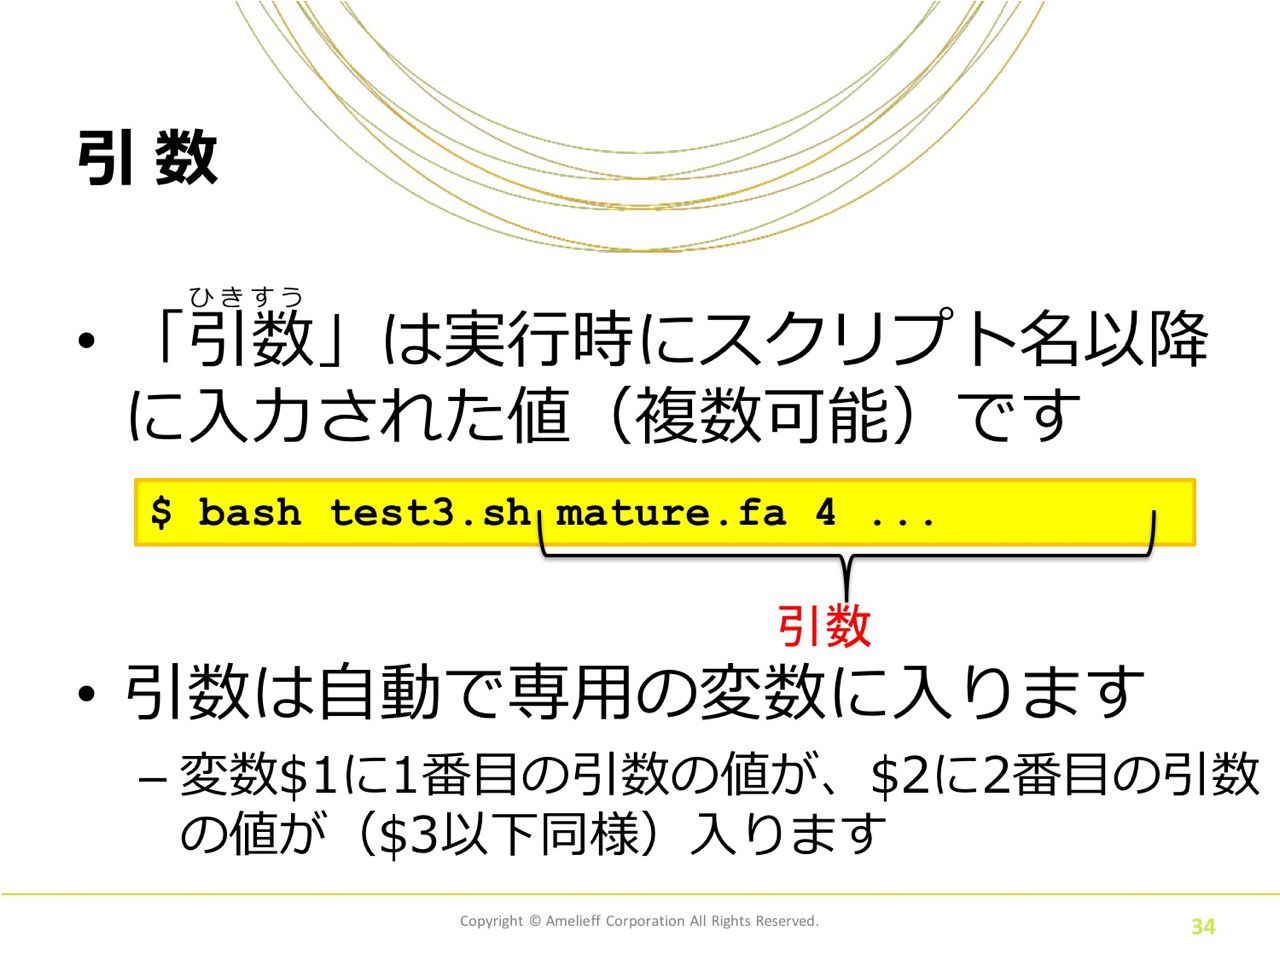 引数
ひきすう
• 「引数」は実行時にスクリプト名以降
に入力された値（複数可能）です
$ bash test3.sh mature.fa 4 ...
引数
• 引数は自動で専用の変数に入ります
– 変数$1に1番目の引数の値が、$2に2番目の引数
の値が（$3以下同様）入ります
Copyright © Amelieff Corporation All Rights Reserved.
34